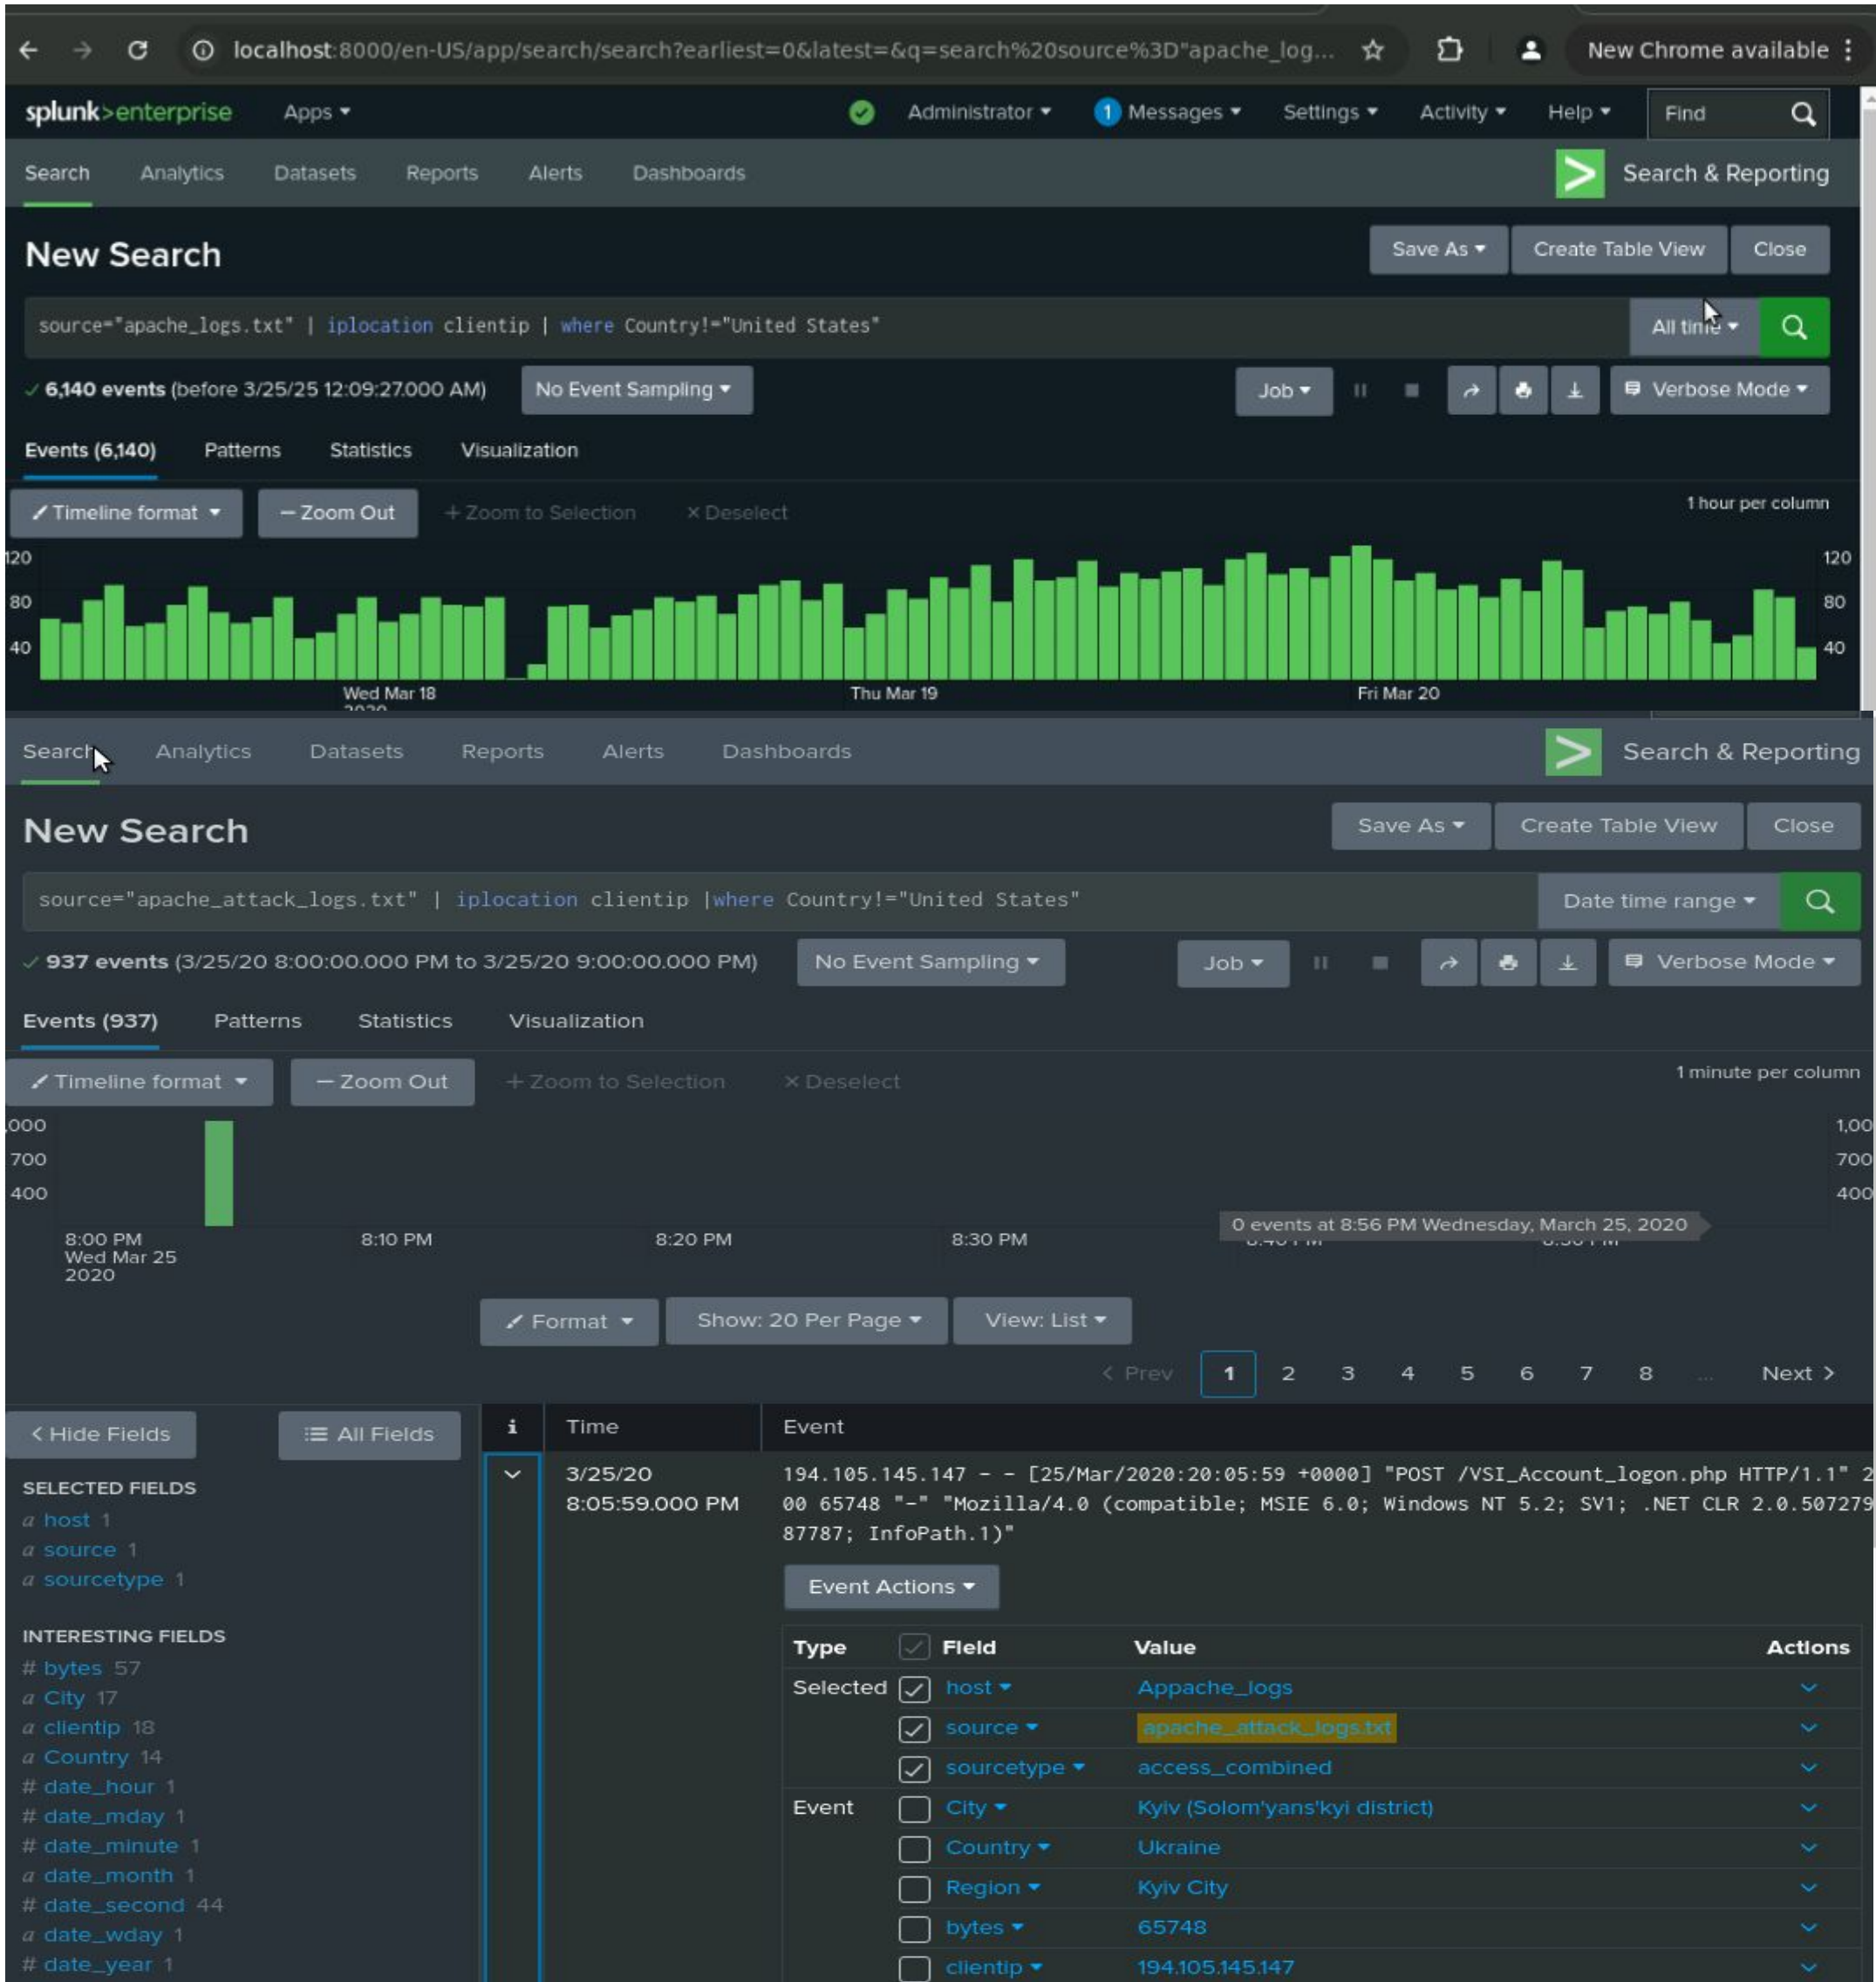 localhost:8000/en-US/app/search/search?earliest=0&latest=&q=search%20source%3D"apache_log... New Chrome available
splunk>enterprise Apps Administrator 1 Messages Settings Activity Help Find
Search Analytics Datasets Reports Alerts Dashboards > Search & Reporting
New Search Save As Create Table View Close
source="apache_logs.txt" | iplocation clientip | where Country!="United States" All time
6,140 events (before 3/25/25 12:09:27.000 AM) No Event Sampling Job Verbose Mode
Events (6,140) Patterns Statistics Visualization
Timeline format — Zoom Out + Zoom to Selection × Deselect 1 hour per column
120 120
80 80
40 40
Wed Mar 18 Thu Mar 19 Fri Mar 20
2020
Search Analytics Datasets Reports Alerts Dashboards > Search & Reporting
New Search Save As Create Table View Close
source="apache_attack_logs.txt" | iplocation clientip |where Country!="United States" Date time range
937 events (3/25/20 8:00:00.000 PM to 3/25/20 9:00:00.000 PM) No Event Sampling Job Verbose Mode
Events (937) Patterns Statistics Visualization
Timeline format — Zoom Out + Zoom to Selection × Deselect 1 minute per column
,000 1,00
700 700
400 400
0 events at 8:56 PM Wednesday, March 25, 2020
8:00 PM 8:10 PM 8:20 PM 8:30 PM
Wed Mar 25
2020
Format Show: 20 Per Page View: List
< Prev 1 2 3 4 5 6 7 8 ... Next >
< Hide Fields All Fields i Time Event
SELECTED FIELDS
a host 1
a source 1
a sourcetype 1
INTERESTING FIELDS
# bytes 57
a City 17
a clientip 18
a Country 14
# date_hour 1
# date_mday 1
# date_minute 1
a date_month 1
# date_second 44
a date_wday 1
# date_year 1
3/25/20
8:05:59.000 PM
194.105.145.147 - - [25/Mar/2020:20:05:59 +0000] "POST /VSI_Account_logon.php HTTP/1.1" 2
00 65748 "-" "Mozilla/4.0 (compatible; MSIE 6.0; Windows NT 5.2; SV1; .NET CLR 2.0.507279
87787; InfoPath.1)"
Event Actions
Type Field Value Actions
Selected host Appache_logs
source apache_attack_logs.txt
sourcetype access_combined
Event City Kyiv (Solom'yans'kyi district)
Country Ukraine
Region Kyiv City
bytes 65748
clientip 194.105.145.147